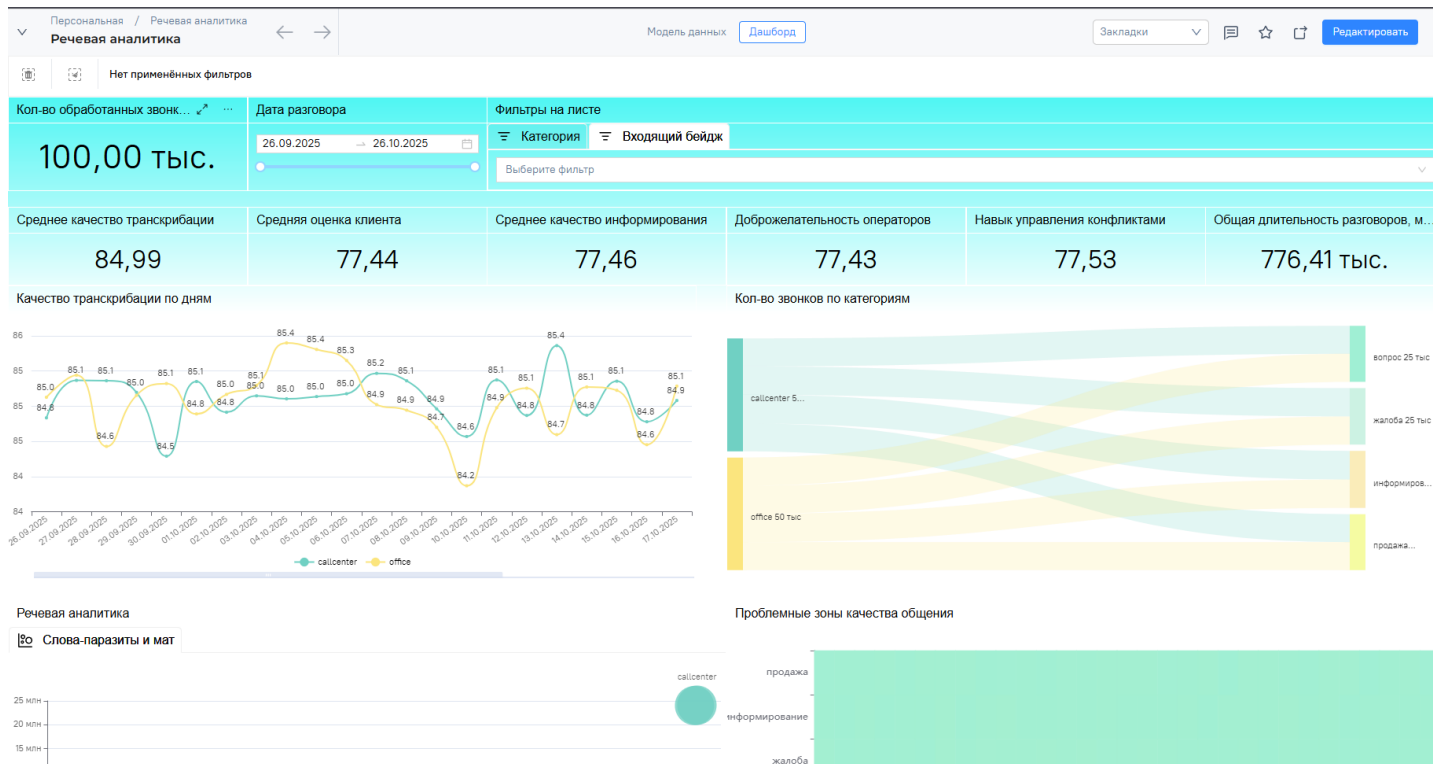 Персональная / Речевая аналитика
Речевая аналитика
Модель данных
Дашборд
Закладки
Редактировать
Нет применённых фильтров
Кол-во обработанных звонк... ...
100,00 тыс.
Дата разговора
26.09.2025 → 26.10.2025
Фильтры на листе
Категория
Входящий бейдж
Выберите фильтр
Среднее качество транскрибации
84,99
Средняя оценка клиента
77,44
Среднее качество информирования
77,46
Доброжелательность операторов
77,43
Навык управления конфликтами
77,53
Общая длительность разговоров, м...
776,41 тыс.
Качество транскрибации по дням
86
85
85
85
84
84
85.0 84.8 85.1 85.1 84.6 85.0 85.1 84.5 85.1 84.8 85.0 84.8 85.1 85.0 85.4 85.0 85.4 85.0 85.3 85.0 85.2 84.9 85.1 84.9 84.9 84.7 84.6 84.2 85.1 84.9 85.1 84.8 85.4 84.7 85.1 84.8 85.1 84.8 84.6 85.1 84.9
26.09.2025 27.09.2025 28.09.2025 29.09.2025 30.09.2025 01.10.2025 02.10.2025 03.10.2025 04.10.2025 05.10.2025 06.10.2025 07.10.2025 08.10.2025 09.10.2025 10.10.2025 11.10.2025 12.10.2025 13.10.2025 14.10.2025 15.10.2025 16.10.2025 17.10.2025
callcenter office
Кол-во звонков по категориям
callcenter 5...
office 50 тыс
вопрос 25 тыс
жалоба 25 тыс
информиров...
продажа...
Речевая аналитика
Слова-паразиты и мат
callcenter
25 млн
20 млн
15 млн
Проблемные зоны качества общения
продажа
информирование
жалоба